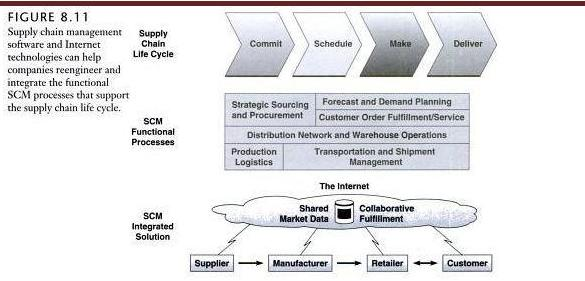 FIGURE 8.11
Supply chain management
software and Internet
technologies can help
companies reengineer and
integrate the functional
SCM processes that support
the supply chain life cycle.
Supply
Chain
Life Cycle
Commit
Schedule
Make
Deliver
SCM
Functional
Processes
Strategic Sourcing
and Procurement
Forecast and Demand Planning
Customer Order Fulfillment/Service
Distribution Network and Warehouse Operations
Production
Logistics
Transportation and Shipment
Management
SCM
Integrated
Solution
The Internet
Shared
Market Data
Collaborative
Fulfillment
Supplier
Manufacturer
Retailer
Customer